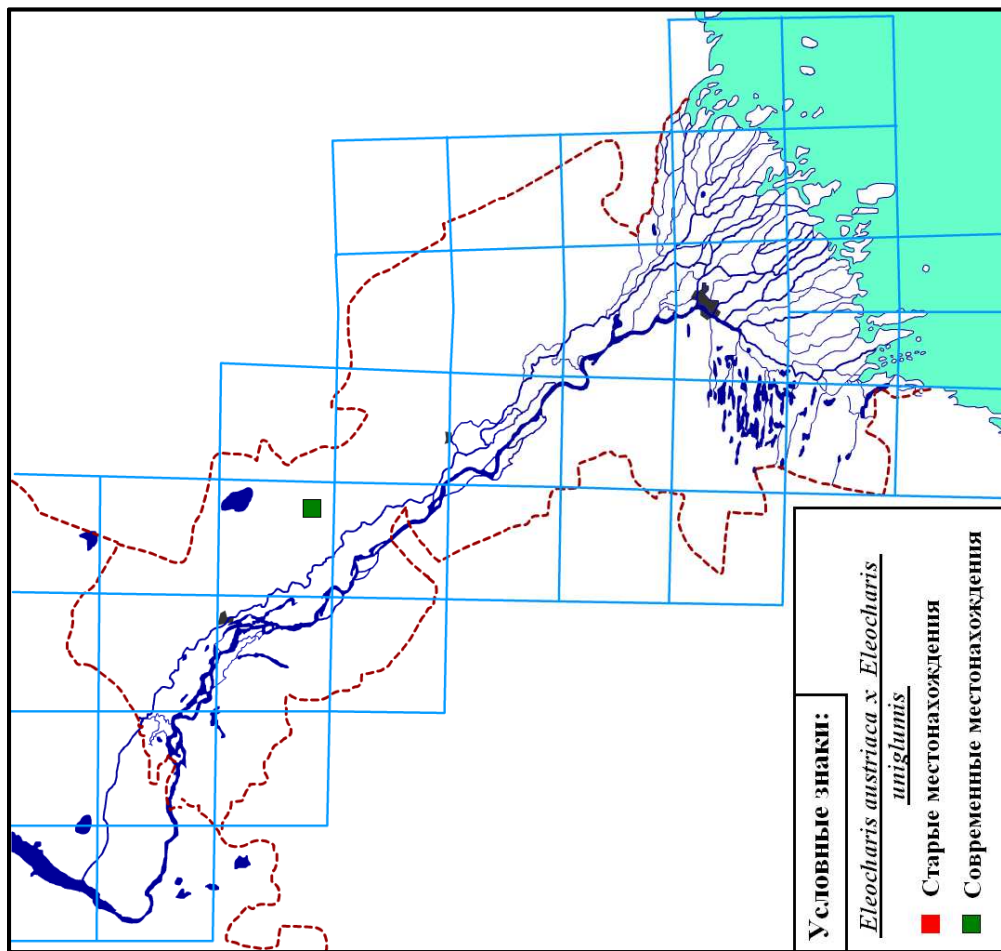 Условные знаки:
Eleocharis austriaca x Eleocharis
uniglumis
Старые местонахождения
Современные местонахождения